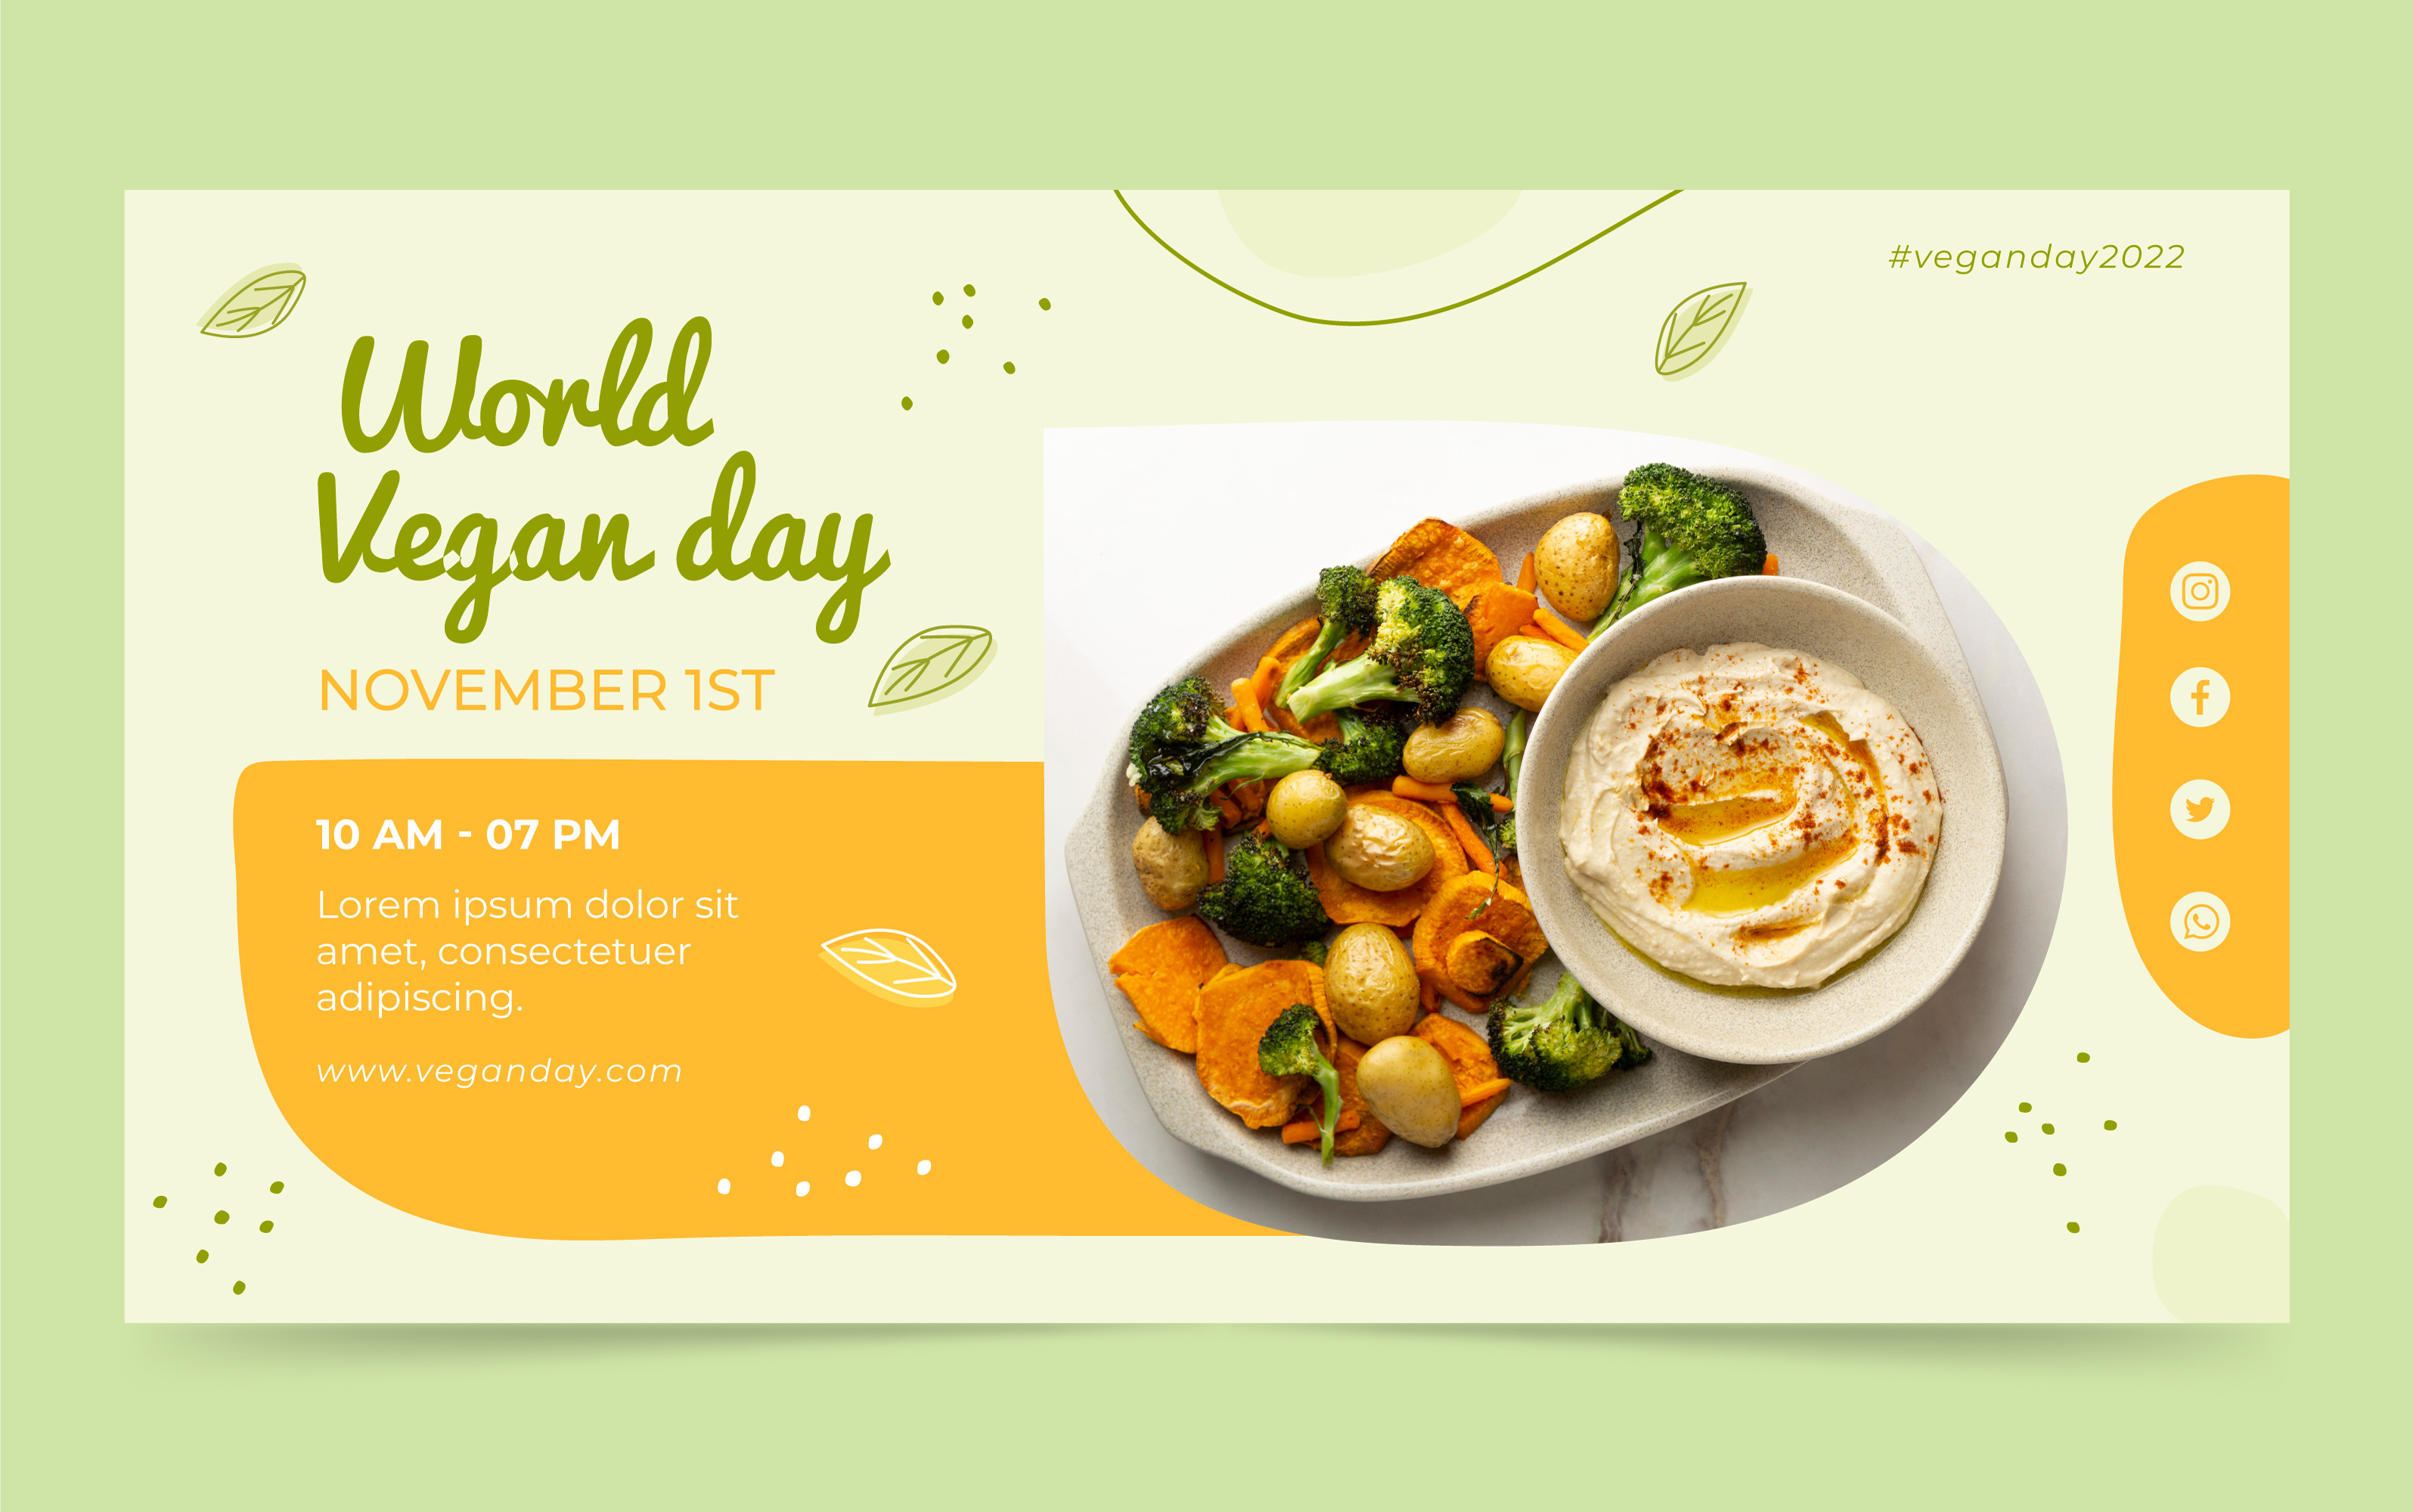 #veganday2022
World
Vegan day
NOVEMBER 1ST
10 AM - 07 PM
Lorem ipsum dolor sit
amet, consectetuer
adipiscing.
www.veganday.com